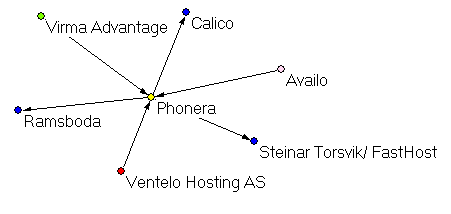 Virma Advantage
Calico
Availo
Phonera
Ramsboda
Steinar Torsvik/ FastHost
Ventelo Hosting AS